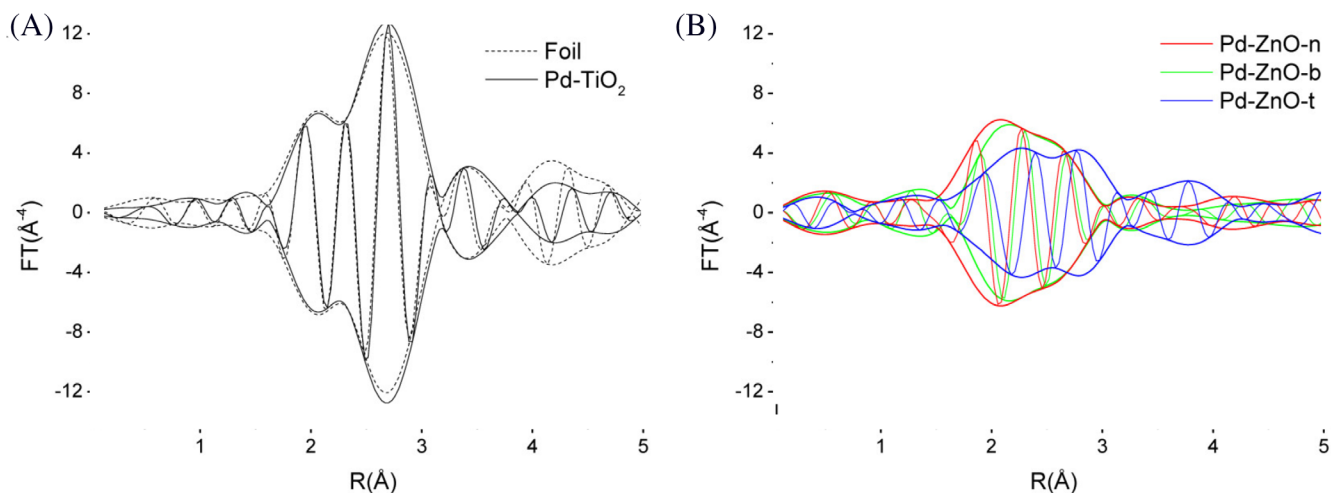 (A)
Foil
Pd-TiO₂
12
8
4
0
-4
-8
-12
FT(Å⁻⁴)
1 2 3 4 5
R(Å)
(B)
Pd-ZnO-n
Pd-ZnO-b
Pd-ZnO-t
12
8
4
0
-4
-8
-12
FT(Å⁻⁴)
1 2 3 4 5
R(Å)